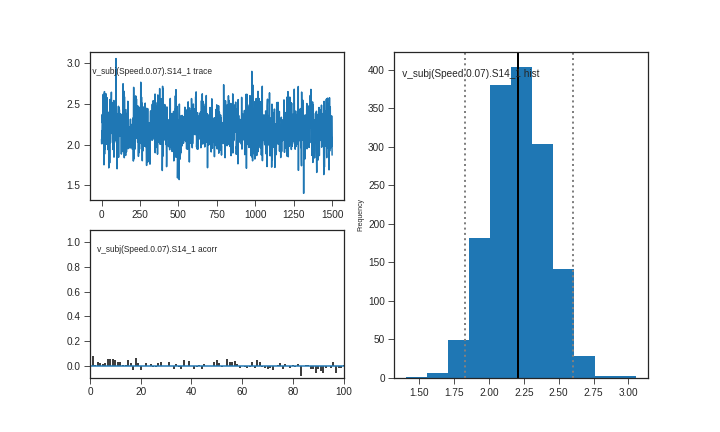 3.0
2.5
2.0
1.5
v_subj(Speed.0.07).S14_1 trace
0 250 500 750 1000 1250 1500
1.0
0.8
0.6
0.4
0.2
0.0
v_subj(Speed.0.07).S14_1 acorr
0 20 40 60 80 100
Frequency
400
350
300
250
200
150
100
50
0
v_subj(Speed.0.07).S14_1 hist
1.50 1.75 2.00 2.25 2.50 2.75 3.00